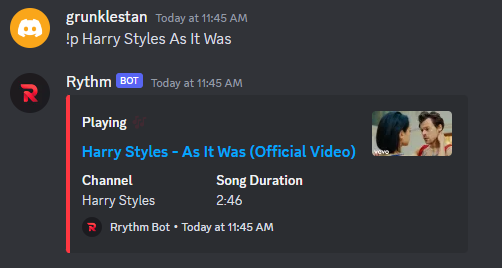 grunklestan Today at 11:45 AM
!p Harry Styles As It Was
Rythm BOT Today at 11:45 AM
Playing
Harry Styles - As It Was (Official Video)
Channel Song Duration
Harry Styles 2:46
Rrythm Bot • Today at 11:45 AM
vevo